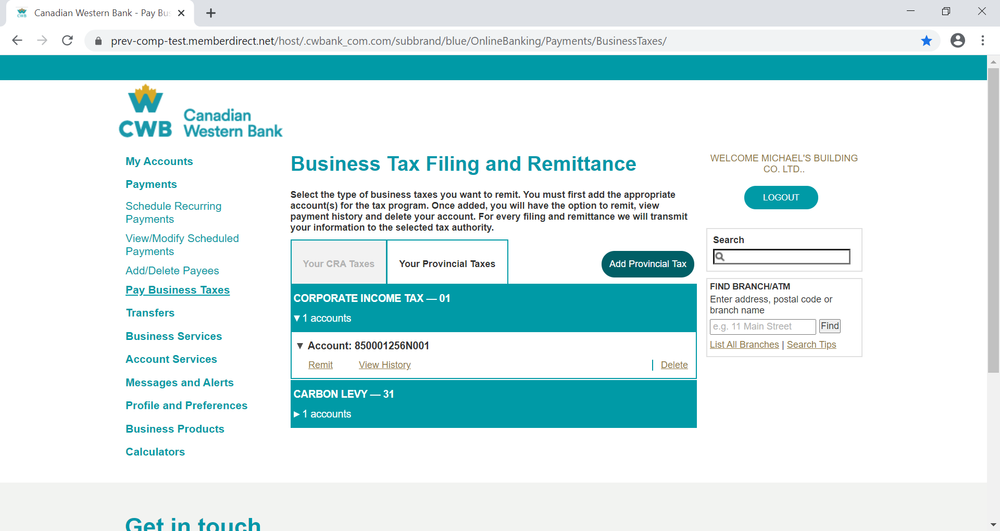 Canadian Western Bank - Pay Bus
prev-comp-test.memberdirect.net/host/.cwbank_com.com/subbrand/blue/OnlineBanking/Payments/BusinessTaxes/
W
CWB
Canadian
Western Bank
My Accounts
Payments
Schedule Recurring
Payments
View/Modify Scheduled
Payments
Add/Delete Payees
Pay Business Taxes
Transfers
Business Services
Account Services
Messages and Alerts
Profile and Preferences
Business Products
Calculators
Business Tax Filing and Remittance
Select the type of business taxes you want to remit. You must first add the appropriate
account(s) for the tax program. Once added, you will have the option to remit, view
payment history and delete your account. For every filing and remittance we will transmit
your information to the selected tax authority.
Your CRA Taxes
Your Provincial Taxes
Add Provincial Tax
CORPORATE INCOME TAX — 01
▼ 1 accounts
▼ Account: 850001256N001
Remit View History | Delete
CARBON LEVY — 31
► 1 accounts
WELCOME MICHAEL'S BUILDING
CO. LTD..
LOGOUT
Search
FIND BRANCH/ATM
Enter address, postal code or
branch name
e.g. 11 Main Street Find
List All Branches | Search Tips
Get in touch